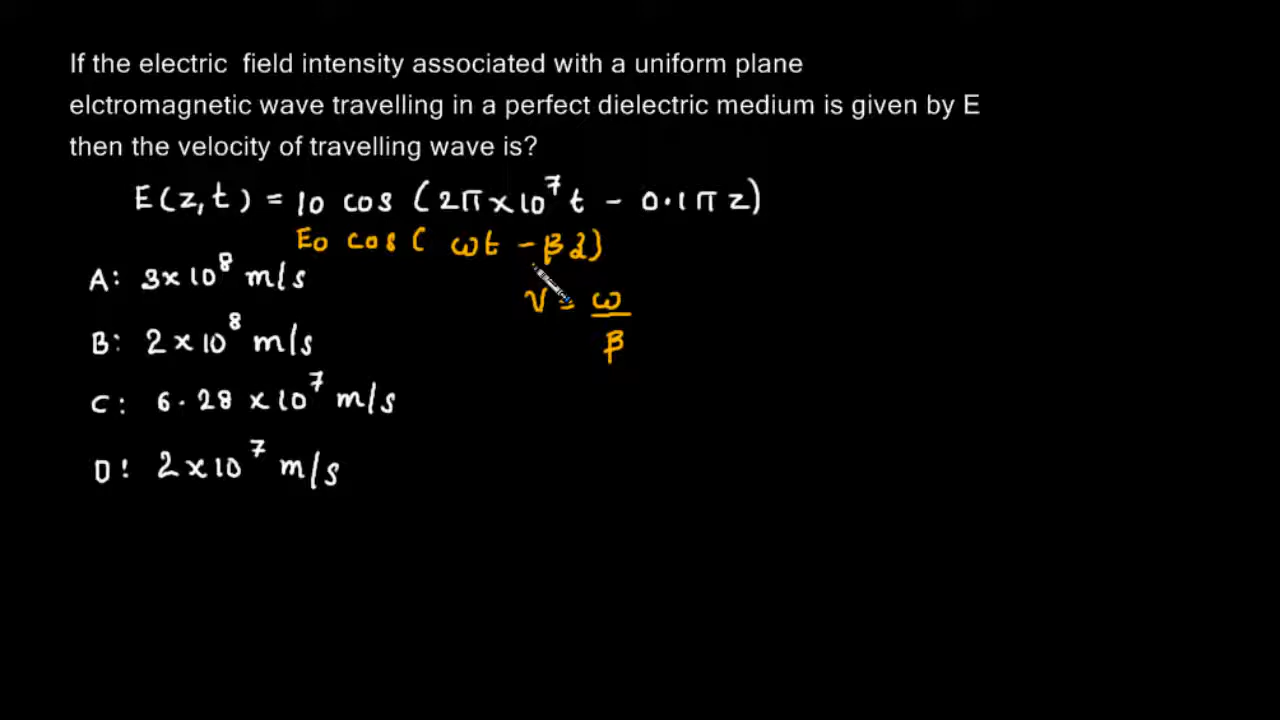 If the electric field intensity associated with a uniform plane
elctromagnetic wave travelling in a perfect dielectric medium is given by E
then the velocity of travelling wave is?
E(z,t) = 10 cos (2π×10⁷t - 0.1πz)
E₀ cos (ωt - βz)
A: 3×10⁸ m/s
V = ω/β
B: 2×10⁸ m/s
C: 6.28×10⁷ m/s
D: 2×10⁷ m/s